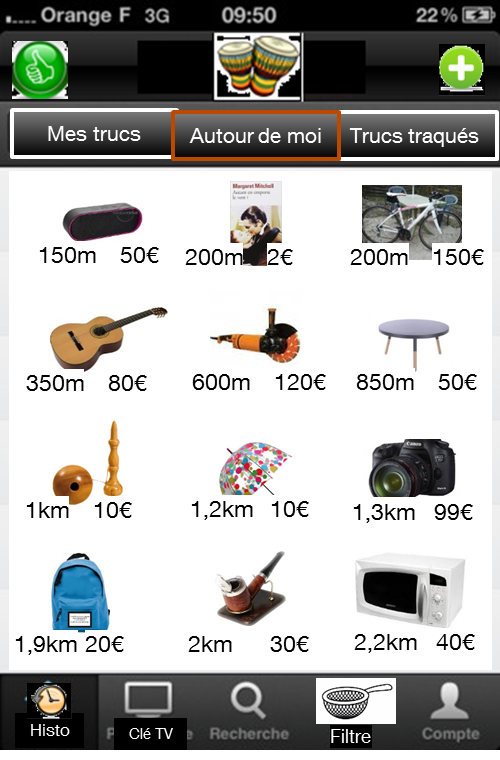 Orange F 3G 09:50 22%
Mes trucs Autour de moi Trucs traqués
Margaret Mitchell
Autant en emporte
le vent 1
150m 50€ 200m 2€ 200m 150€
350m 80€ 600m 120€ 850m 50€
Canon
1km 10€ 1,2km 10€ 1,3km 99€
1,9km 20€ 2km 30€ 2,2km 40€
Histo Clé TV Recherche Filtre Compte